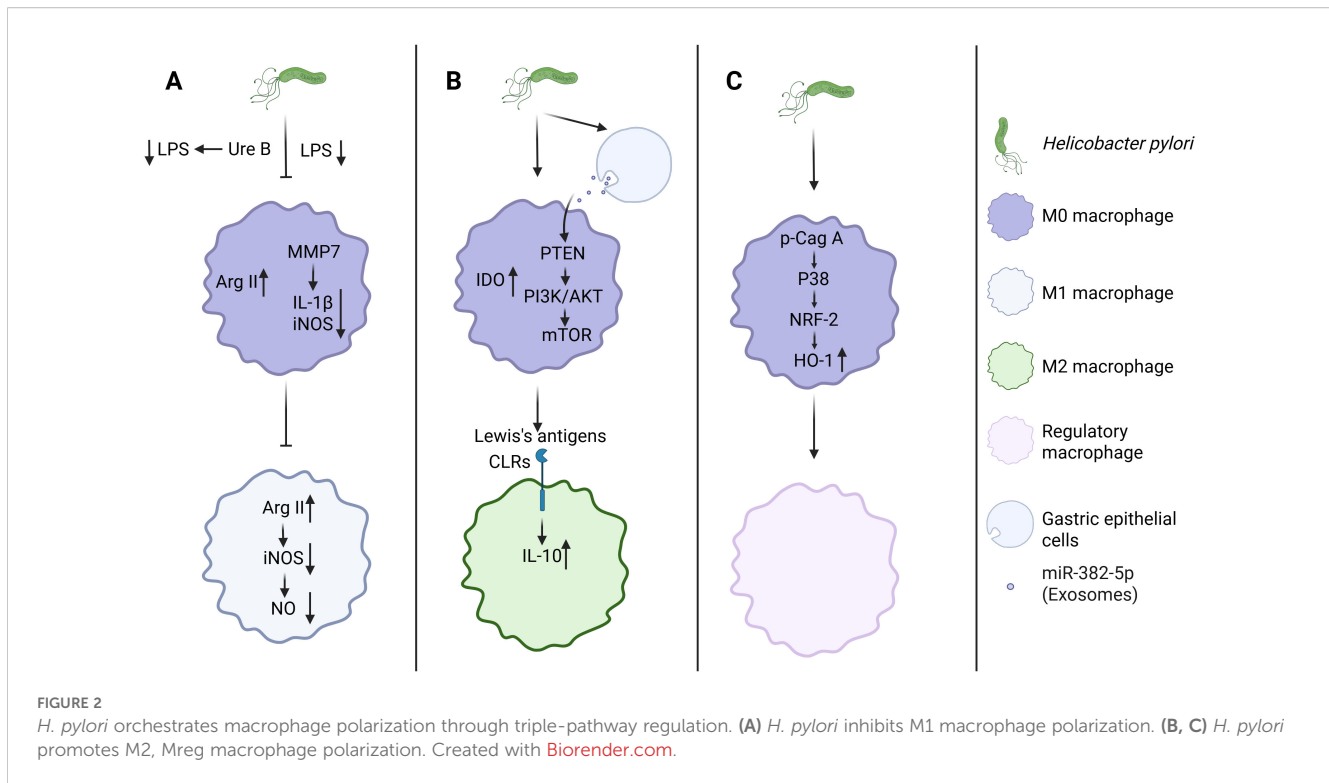 A
↓LPS ← Ure B
LPS ↓
MMP7
Arg II↑
IL-1β
iNOS↓
Arg II↑
iNOS↓
NO↓
B
PTEN
IDO↑
PI3K/AKT
mTOR
Lewis's antigens
CLRs
IL-10↑
C
p-Cag A
P38
NRF-2
HO-1↑
Helicobacter pylori
M0 macrophage
M1 macrophage
M2 macrophage
Regulatory
macrophage
Gastric epithelial
cells
miR-382-5p
(Exosomes)
FIGURE 2
H. pylori orchestrates macrophage polarization through triple-pathway regulation. (A) H. pylori inhibits M1 macrophage polarization. (B, C) H. pylori
promotes M2, Mreg macrophage polarization. Created with Biorender.com.